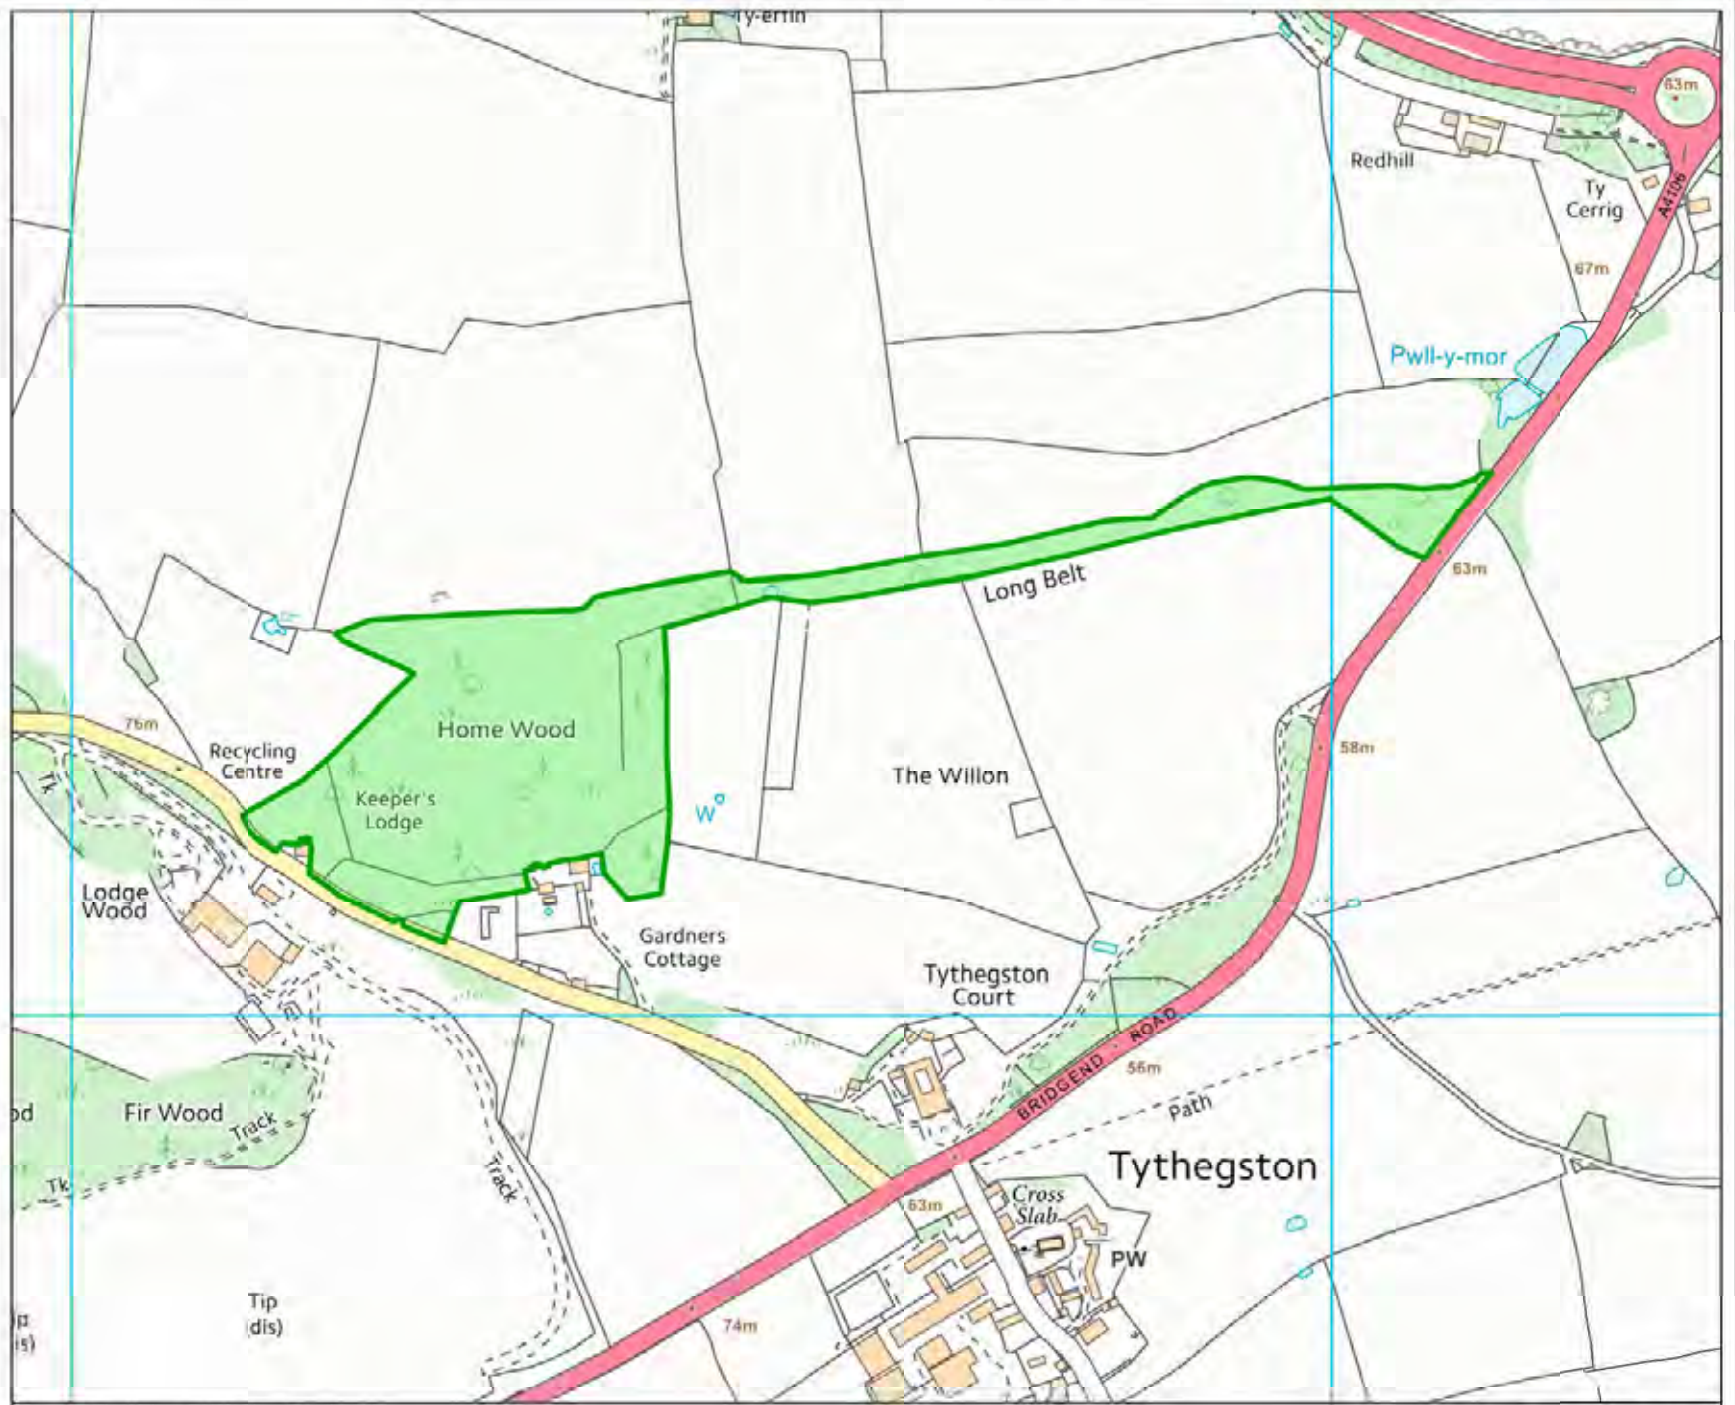 Ty-erfin
63m
Redhill
A4106
Ty
Cerrig
67m
Pwll-y-mor
63m
Long Belt
76m
Home Wood
58m
Recycling
Centre
Tk
The Willon
Keeper's
Lodge
W
Lodge
Wood
Gardners
Cottage
Tythegston
Court
BRIDGEND ROAD
56m
Fir Wood
Track
Path
Tk
Track
Tythegston
63m
Cross
Slab
PW
Tip
(dis)
74m